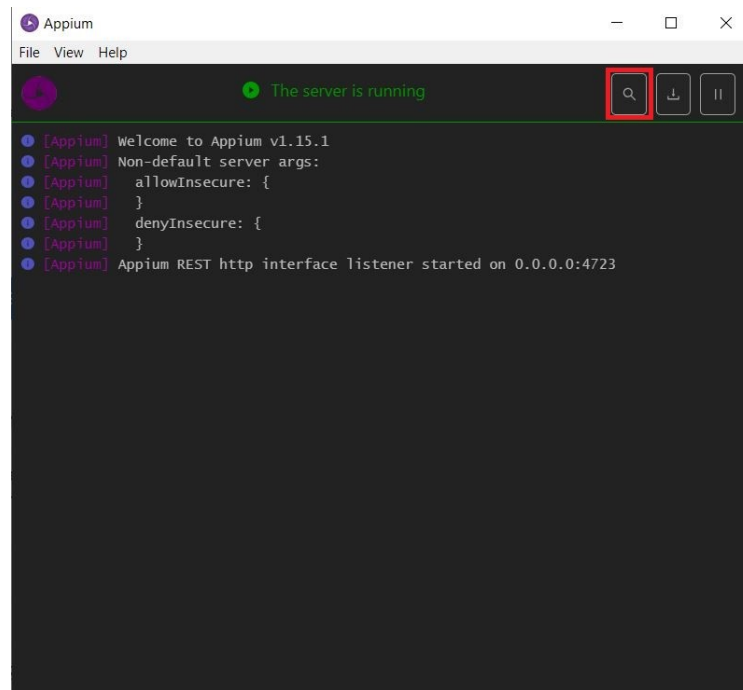 Appium
File View Help
The server is running
[Appium] Welcome to Appium v1.15.1
[Appium] Non-default server args:
[Appium]   allowInsecure: {
[Appium]   }
[Appium]   denyInsecure: {
[Appium]   }
[Appium] Appium REST http interface listener started on 0.0.0.0:4723